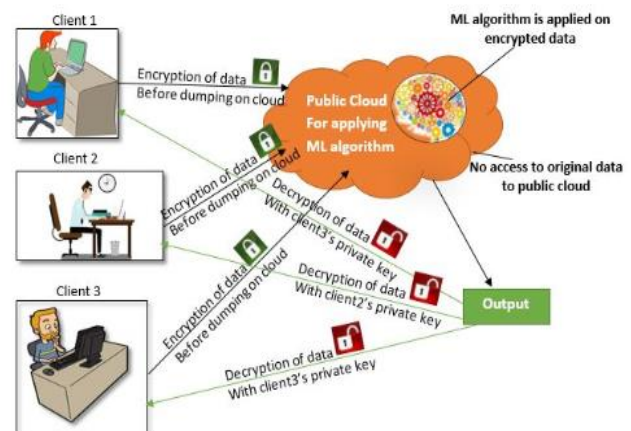 Client 1
ML algorithm is applied on
encrypted data
Encryption of data
Before dumping on cloud
Public Cloud
For applying
ML algorithm
No access to original data
to public cloud
Client 2
Encryption of data
Before dumping on cloud
Decryption of data
With client3's private key
Decryption of data
With client2's private key
Output
Client 3
Encryption of data
Before dumping on cloud
Decryption of data
With client3's private key